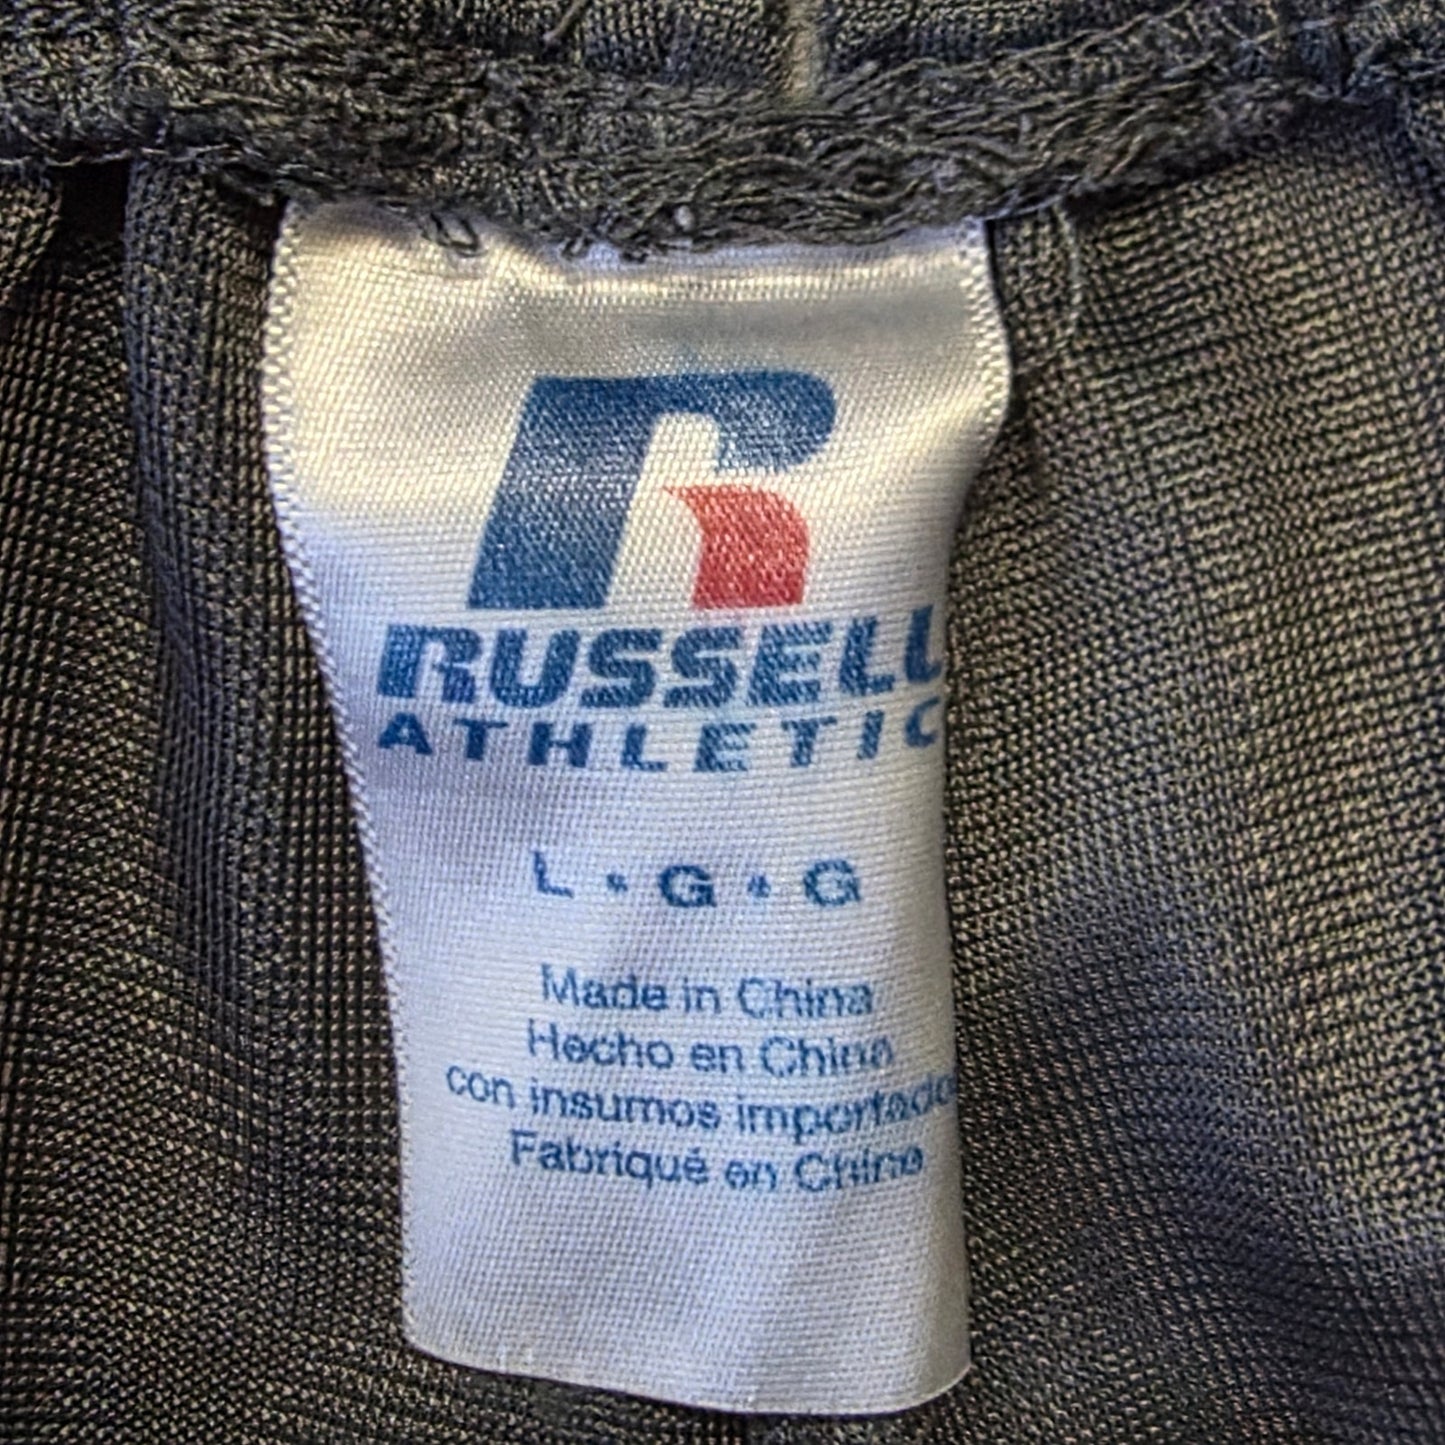 RUSSELL
ATHLETIC
L • G • G
Made in China
Hecho en China
con insumos importados
Fabriqué en Chine